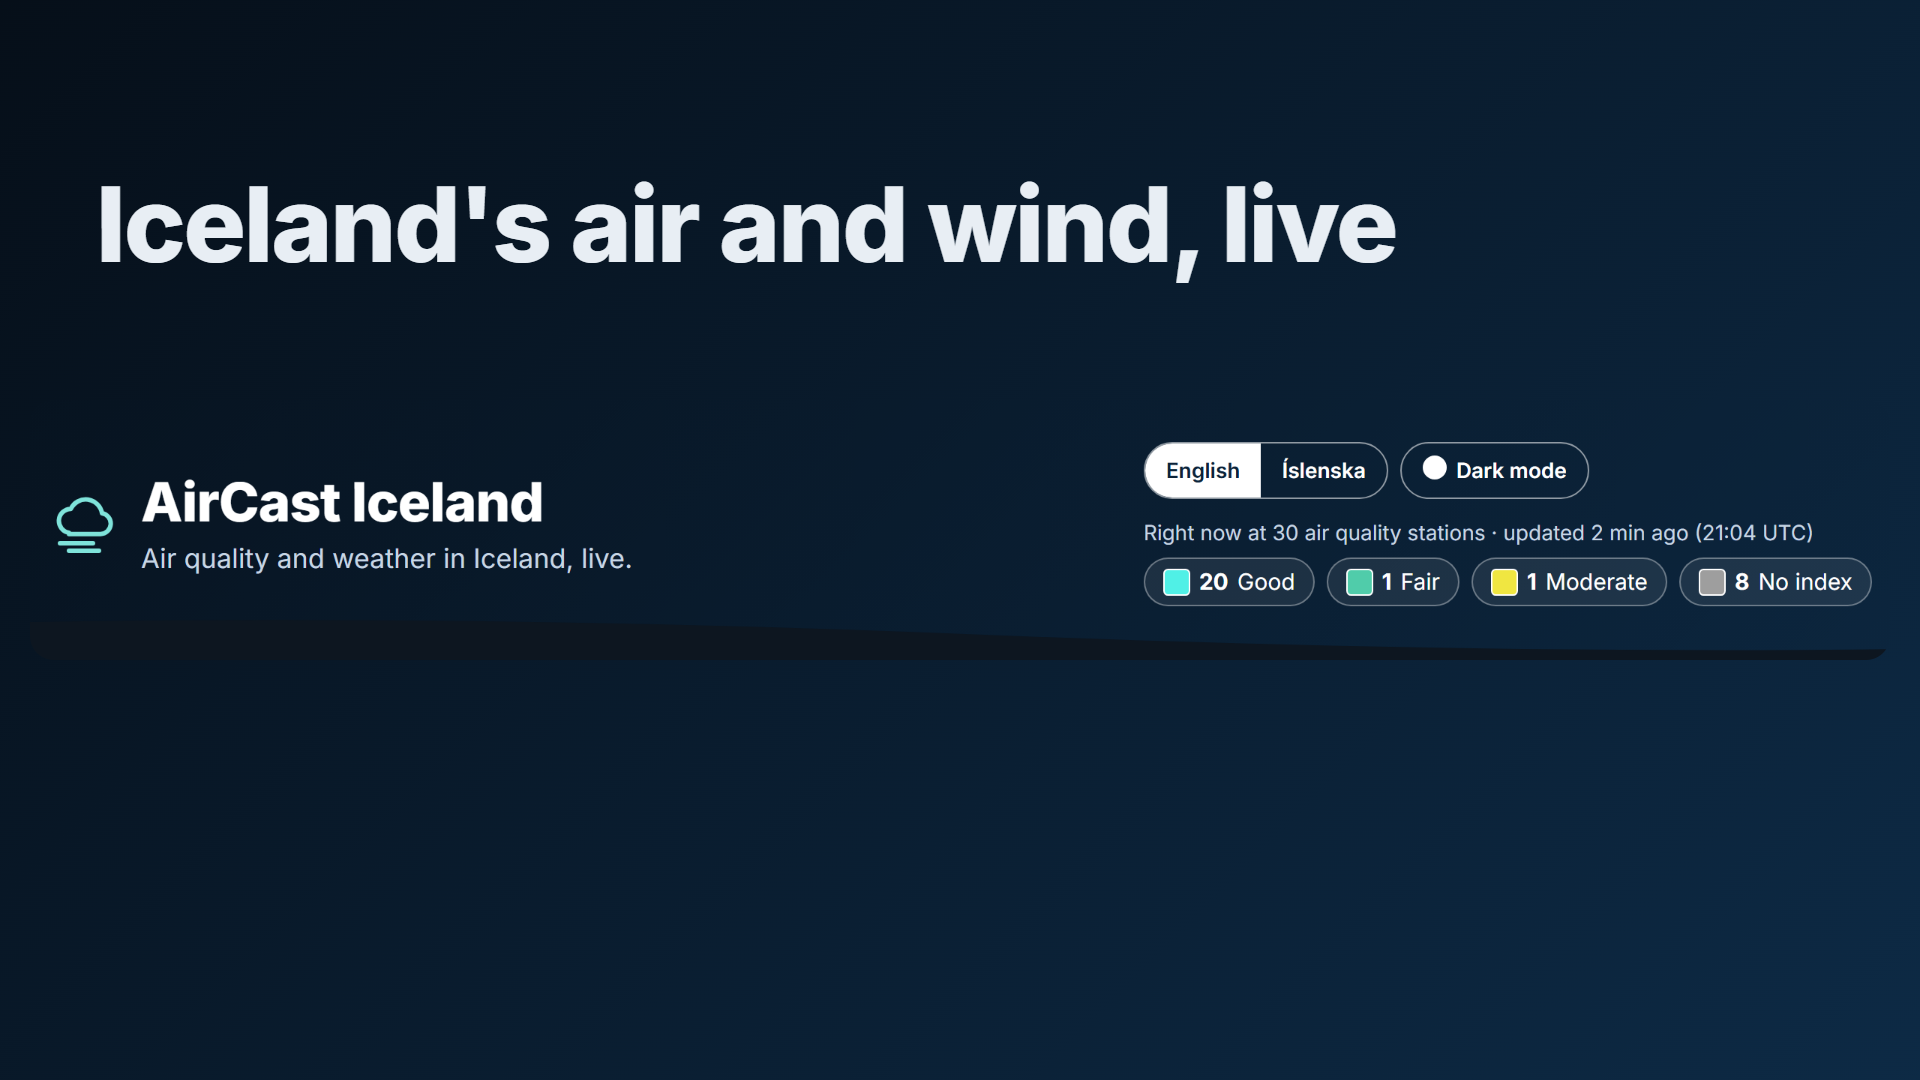 Iceland's air and wind, live
AirCast Iceland
Air quality and weather in Iceland, live.
English Íslenska Dark mode
Right now at 30 air quality stations · updated 2 min ago (21:04 UTC)
20 Good 1 Fair 1 Moderate 8 No index